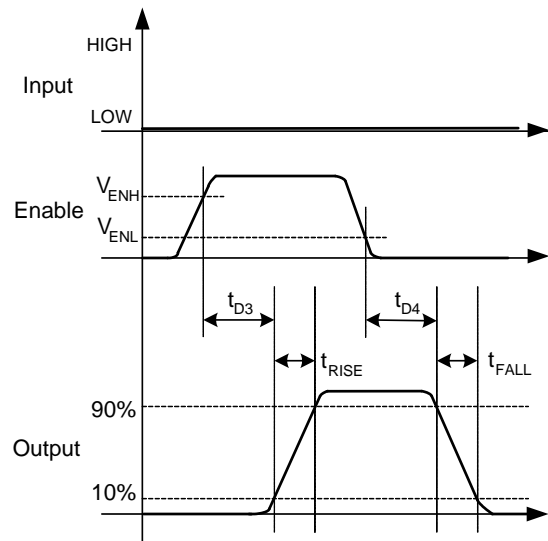 HIGH
Input
LOW
V_ENH
Enable
V_ENL
t_D3
t_D4
t_RISE
t_FALL
90%
Output
10%